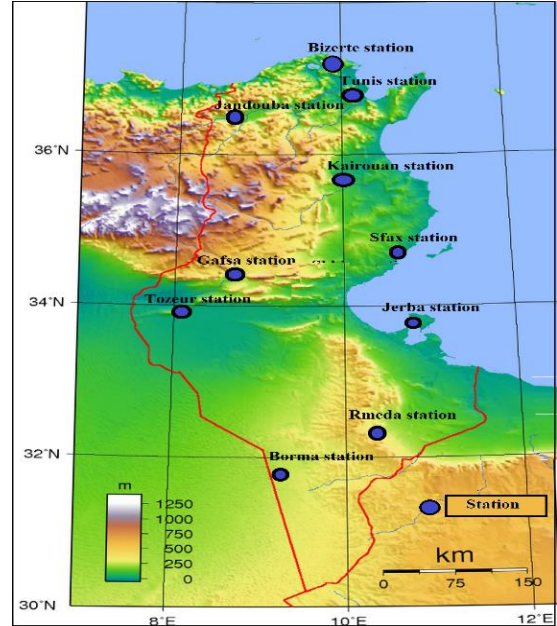 Bizerte station
Tunis station
Jandouba station
36°N
Kairouan station
Sfax station
Gafsa station
34°N
Tozeur station
Jerba station
Rmeda station
32°N
Borma station
m
1250
1000
750
500
250
0
Station
km
0 75 150
30°N
8°E 10°E 12°E